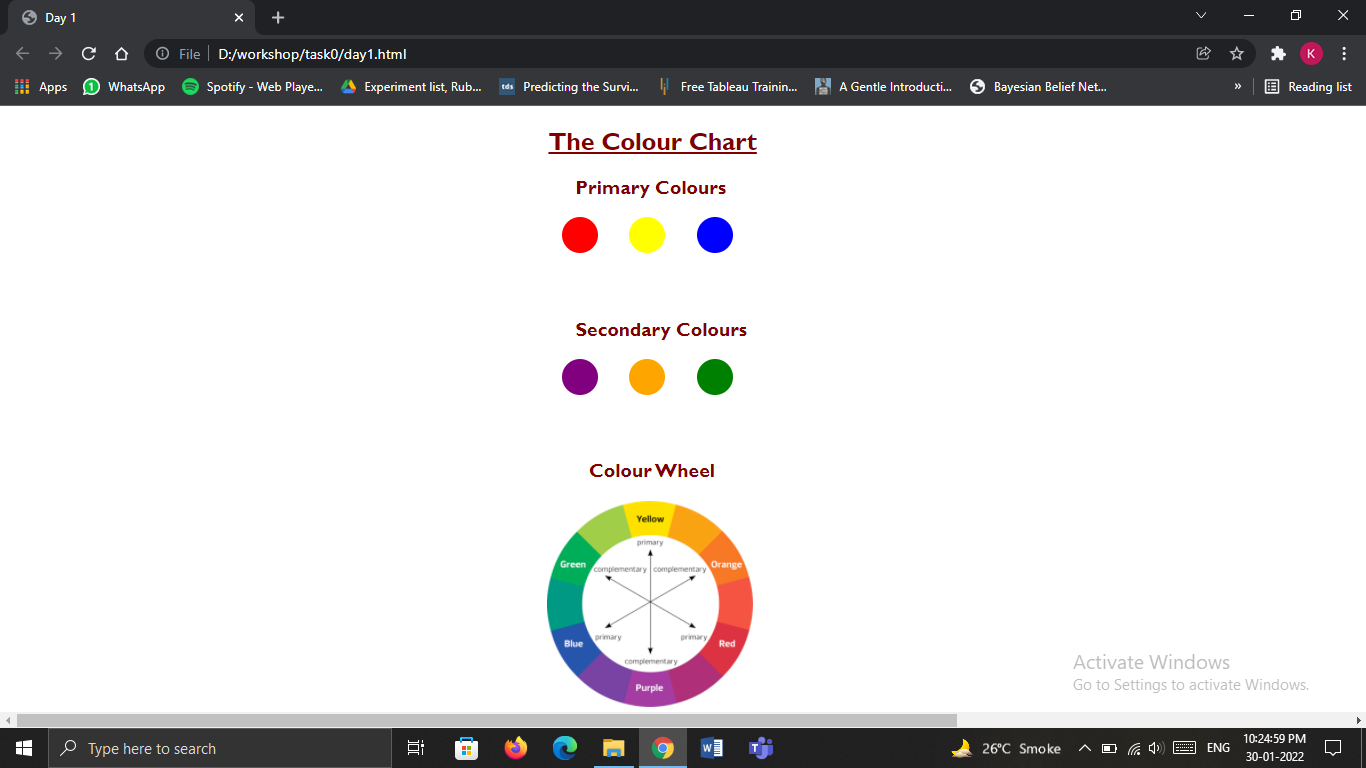 Day 1
File D:/workshop/task0/day1.html
K
Apps WhatsApp Spotify - Web Playe... Experiment list, Rub... tds Predicting the Survi... Free Tableau Trainin... A Gentle Introducti... Bayesian Belief Net... » Reading list
The Colour Chart
Primary Colours
Secondary Colours
Colour Wheel
Yellow
primary
Green complementary complementary Orange
Blue primary primary Red
complementary
Purple
Activate Windows
Go to Settings to activate Windows.
Type here to search 26°C Smoke ENG 10:24:59 PM
30-01-2022